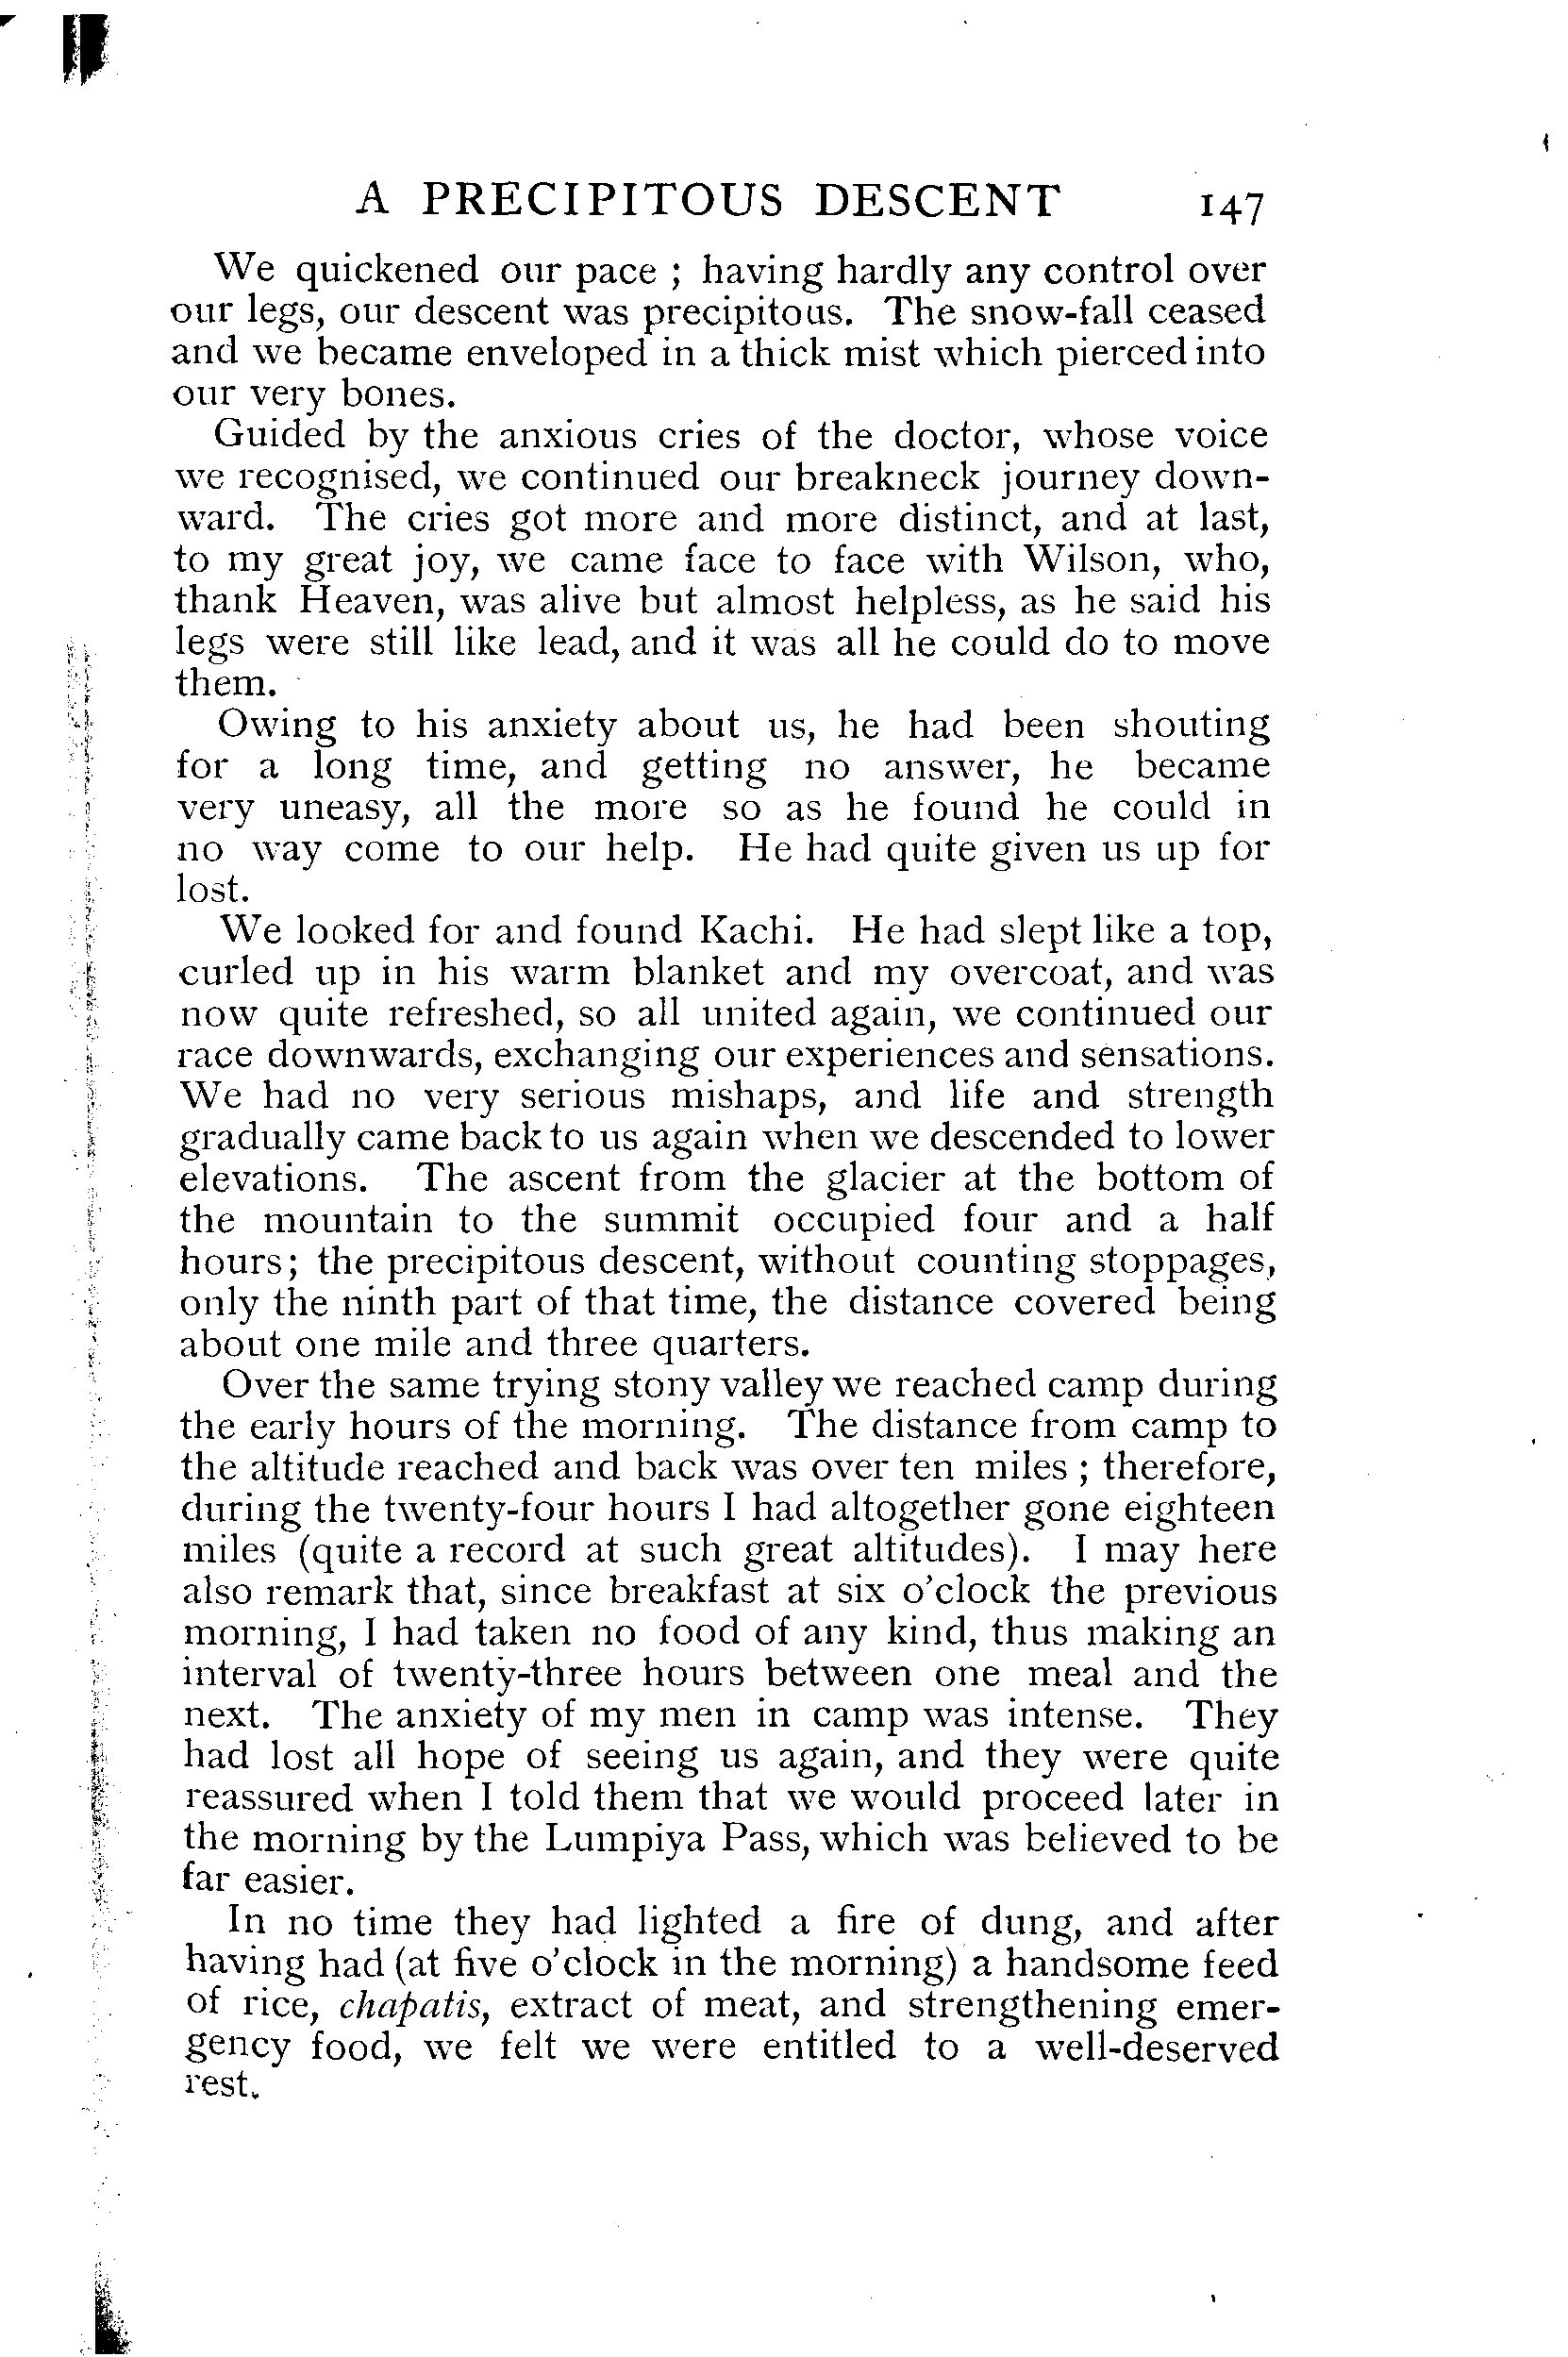 A PRECIPITOUS DESCENT 147
We quickened our pace ; having hardly any control over
our legs, our descent was precipitous. The snow-fall ceased
and we became enveloped in a thick mist which pierced into
our very bones.
Guided by the anxious cries of the doctor, whose voice
we recognised, we continued our breakneck journey down-
ward. The cries got more and more distinct, and at last,
to my great joy, we came face to face with Wilson, who,
thank Heaven, was alive but almost helpless, as he said his
legs were still like lead, and it was all he could do to move
them.
Owing to his anxiety about us, he had been shouting
for a long time, and getting no answer, he became
very uneasy, all the more so as he found he could in
no way come to our help. He had quite given us up for
lost.
We looked for and found Kachi. He had slept like a top,
curled up in his warm blanket and my overcoat, and was
now quite refreshed, so all united again, we continued our
race downwards, exchanging our experiences and sensations.
We had no very serious mishaps, and life and strength
gradually came back to us again when we descended to lower
elevations. The ascent from the glacier at the bottom of
the mountain to the summit occupied four and a half
hours; the precipitous descent, without counting stoppages,
only the ninth part of that time, the distance covered being
about one mile and three quarters.
Over the same trying stony valley we reached camp during
the early hours of the morning. The distance from camp to
the altitude reached and back was over ten miles ; therefore,
during the twenty-four hours I had altogether gone eighteen
miles (quite a record at such great altitudes). I may here
also remark that, since breakfast at six o'clock the previous
morning, I had taken no food of any kind, thus making an
interval of twenty-three hours between one meal and the
next. The anxiety of my men in camp was intense. They
had lost all hope of seeing us again, and they were quite
reassured when I told them that we would proceed later in
the morning by the Lumpiya Pass, which was believed to be
far easier.
In no time they had lighted a fire of dung, and after
having had (at five o'clock in the morning) a handsome feed
of rice, chapatis, extract of meat, and strengthening emer-
gency food, we felt we were entitled to a well-deserved
rest.